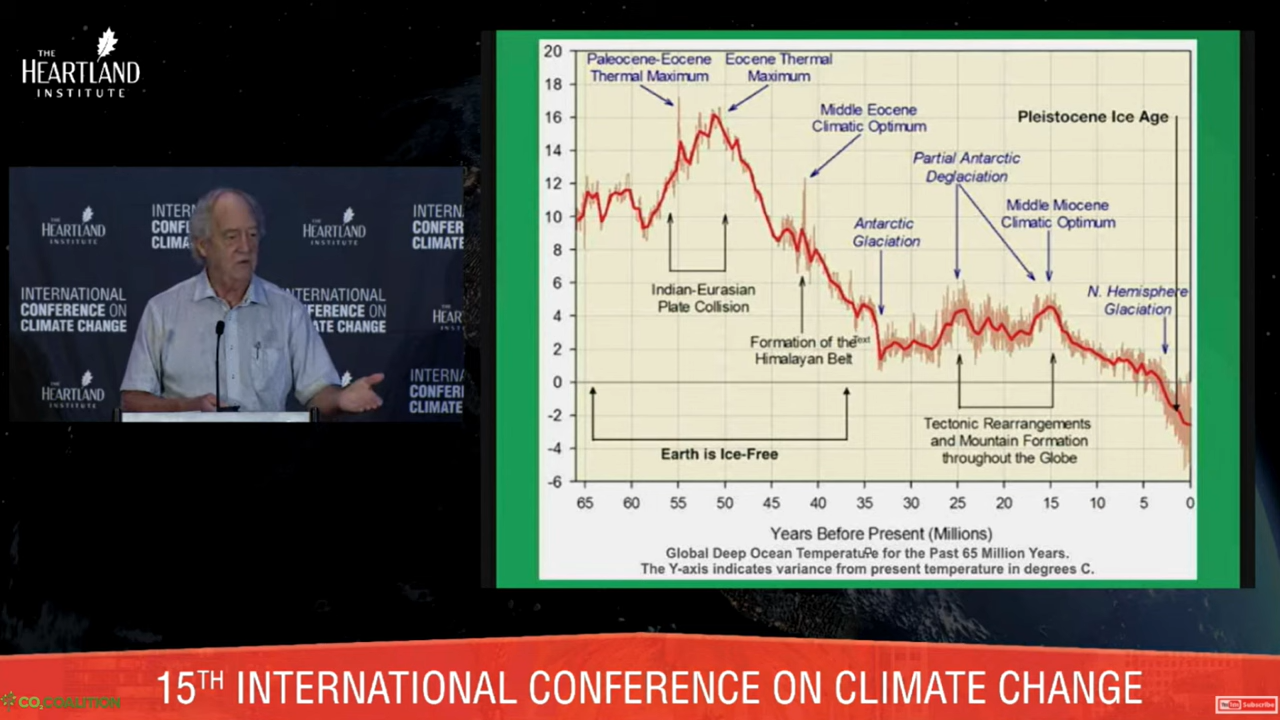 THE
HEARTLAND
INSTITUTE
THE
HEARTLAND
INSTITUTE
INTERN
CONF
CLIMA
THE
HEARTLAND
INSTITUTE
INTERN
CONFER
CLIMATE
INTERNATIONAL
CONFERENCE ON
CLIMATE CHANGE
INTERNATIONAL
CONFERENCE ON
CLIMATE CHANGE
THE
HEARTLAND
INSTITUTE
INTERNA
CONFER
CLIMATE
20
18
16
14
12
10
8
6
4
2
0
-2
-4
-6
Paleocene-Eocene
Thermal Maximum
Eocene Thermal
Maximum
Middle Eocene
Climatic Optimum
Pleistocene Ice Age
Partial Antarctic
Deglaciation
Antarctic
Glaciation
Middle Miocene
Climatic Optimum
N. Hemisphere
Glaciation
Indian-Eurasian
Plate Collision
Formation of the
Text
Himalayan Belt
Earth is Ice-Free
Tectonic Rearrangements
and Mountain Formation
throughout the Globe
65 60 55 50 45 40 35 30 25 20 15 10 5 0
Years Before Present (Millions)
Global Deep Ocean Temperature for the Past 65 Million Years.
The Y-axis indicates variance from present temperature in degrees C.
15TH INTERNATIONAL CONFERENCE ON CLIMATE CHANGE
CO₂COALITION
You Tube Subscribe